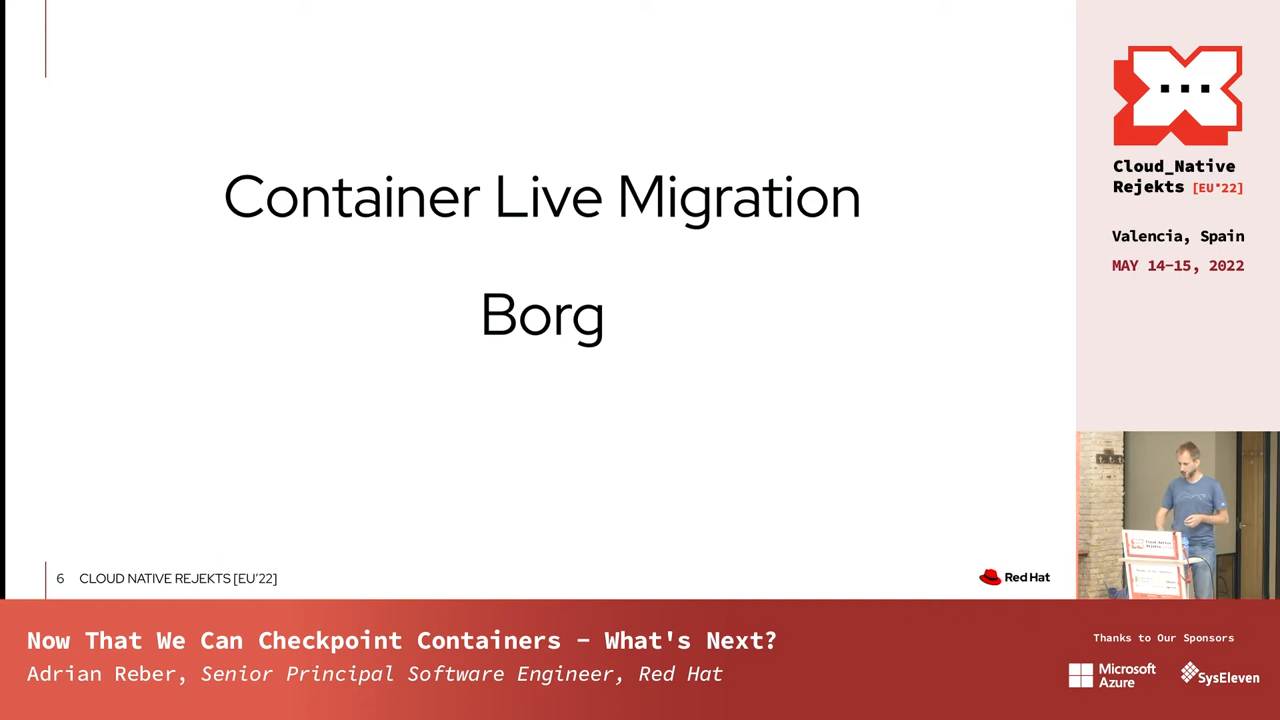 Container Live Migration
Borg
6 CLOUD NATIVE REJEKTS [EU'22]
Red Hat
Cloud_Native
Rejekts [EU'22]
Valencia, Spain
MAY 14-15, 2022
Now That We Can Checkpoint Containers - What's Next?
Adrian Reber, Senior Principal Software Engineer, Red Hat
Thanks to Our Sponsors
Microsoft
Azure
SysEleven